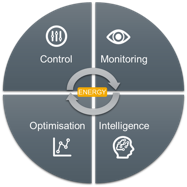 Control Monitoring
ENERGY
Optimisation Intelligence